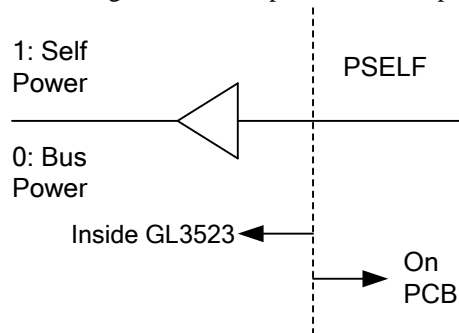 1: Self
Power
PSELF
0: Bus
Power
Inside GL3523
On
PCB